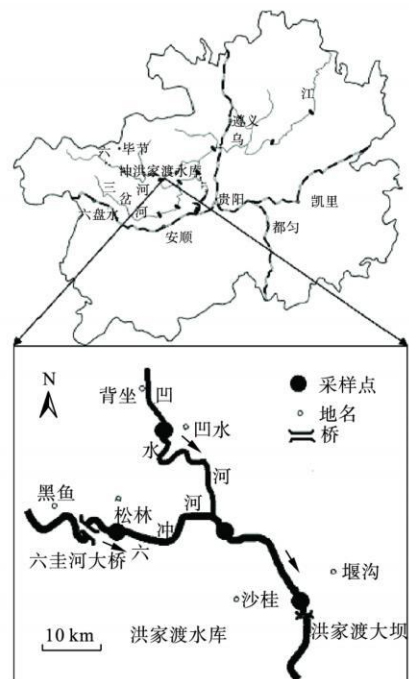 江
遵义
乌
六
毕节
冲
洪家渡水库
三
岔
河
河
六盘水
贵阳
凯里
安顺
都匀
N
背坐
凹
水
河
凹水
采样点
地名
桥
黑鱼
松林
六
冲
河
六圭河大桥
堰沟
沙桂
10 km
洪家渡水库
洪家渡大坝